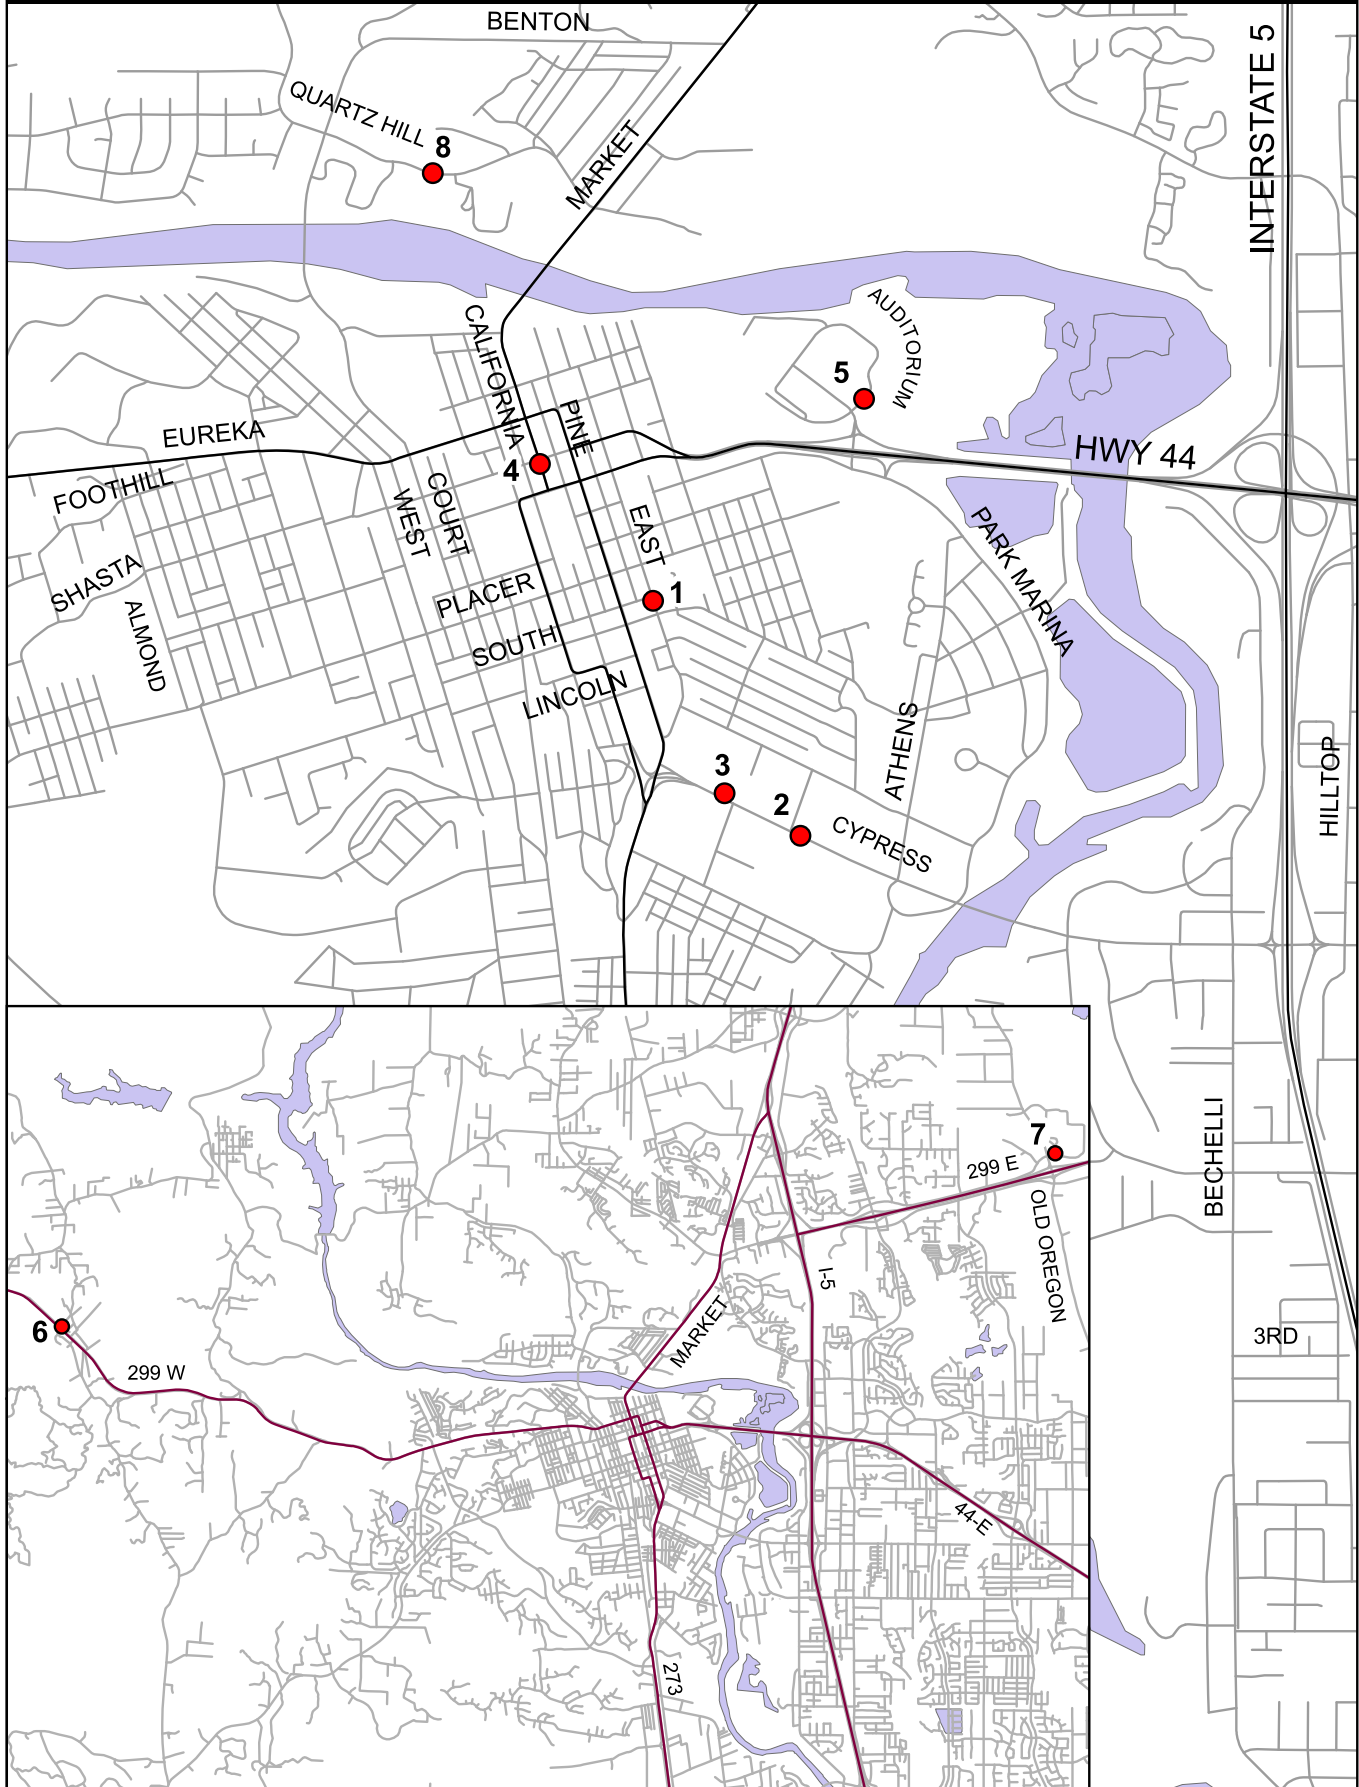 BENTON
INTERSTATE 5
QUARTZ HILL
8
MARKET
AUDITORIUM
CALIFORNIA
5
PINE
EUREKA
HWY 44
4
FOOTHILL
COURT
WEST
EAST
PARK MARINA
SHASTA
PLACER
1
ALMOND
SOUTH
LINCOLN
ATHENS
3
2
CYPRESS
HILLTOP
BECHELLI
7
299 E
OLD OREGON
I-5
6
MARKET
3RD
299 W
44-E
273